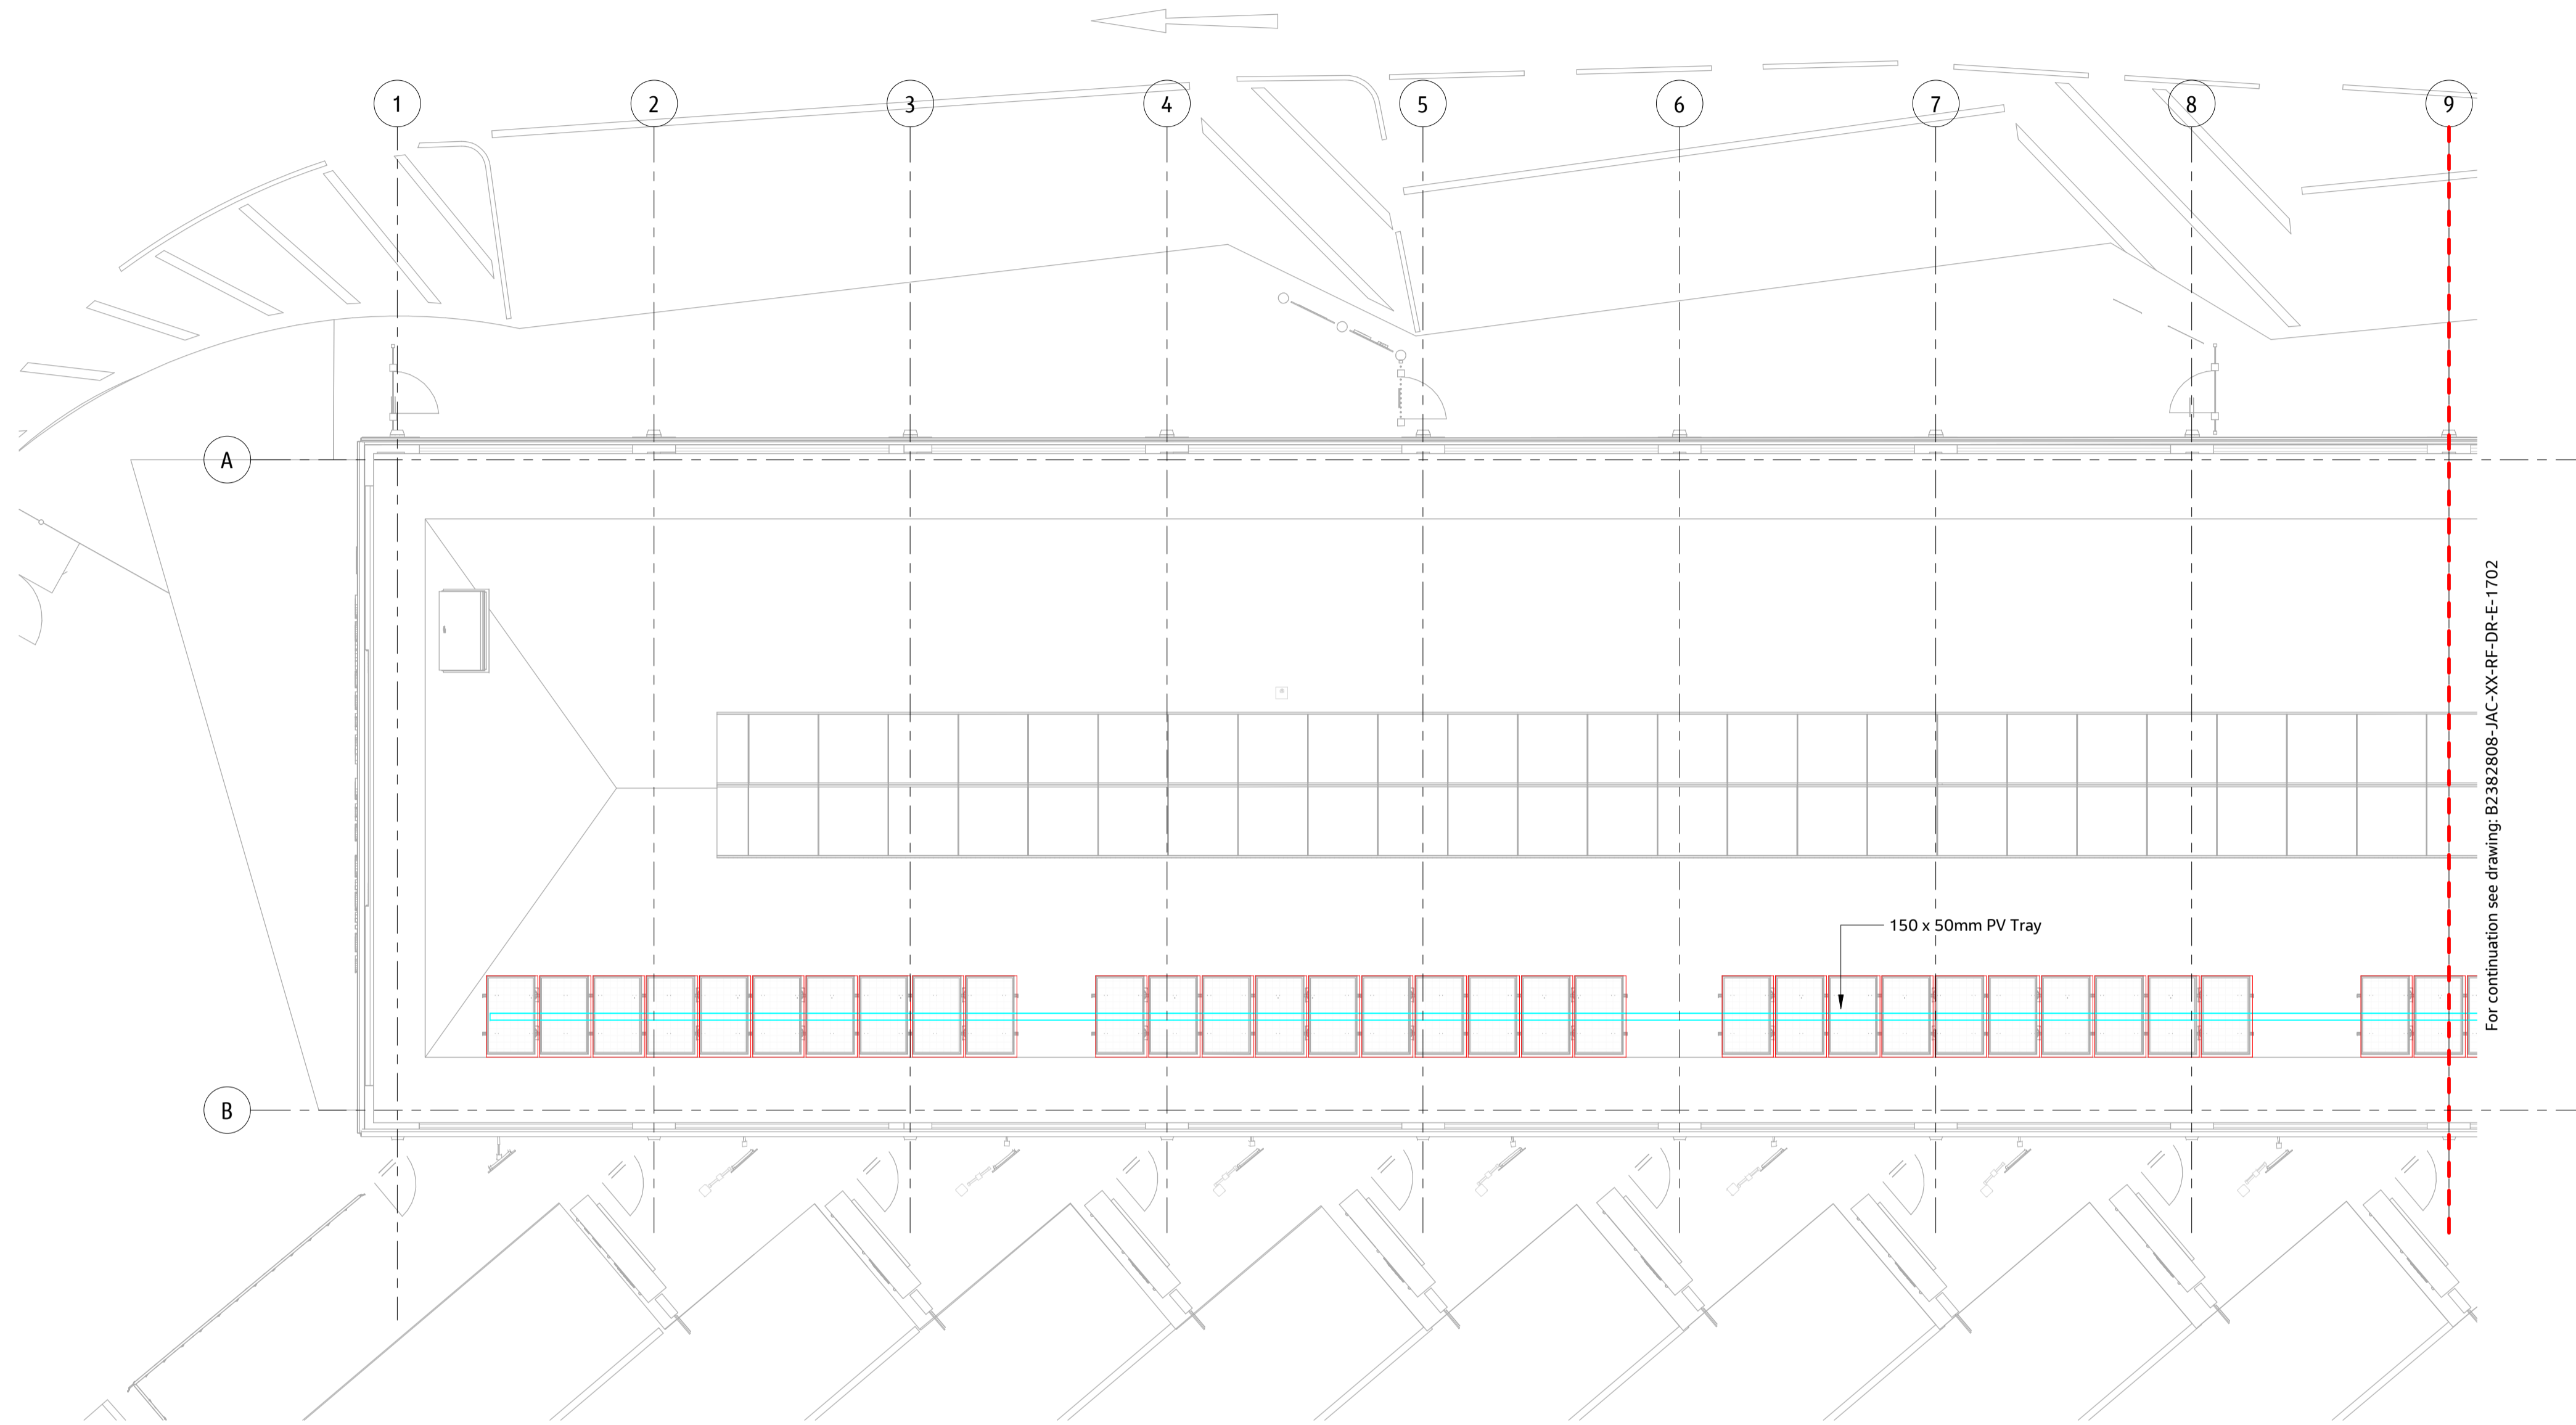 1
2
3
4
5
6
7
8
9
A
For continuation see drawing: B2382808-JAC-XX-RF-DR-E-1702
150 x 50mm PV Tray
B